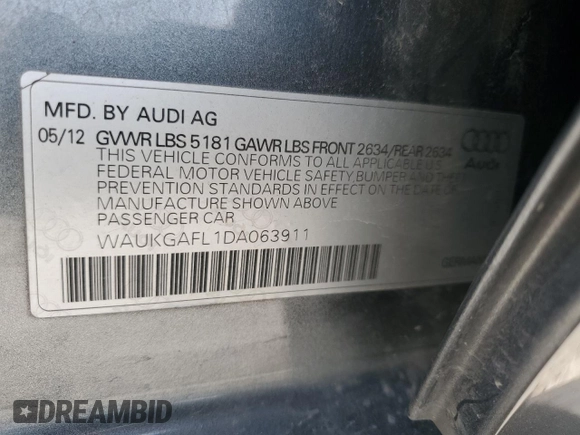 MFD. BY AUDI AG
05/12 GVWR LBS 5181 GAWR LBS FRONT 2634/REAR 2634
THIS VEHICLE CONFORMS TO ALL APPLICABLE U.S.
FEDERAL MOTOR VEHICLE SAFETY BUMPER AND THEFT
PREVENTION STANDARDS IN EFFECT ON THE DATE OF
MANUFACTURE SHOWN ABOVE
PASSENGER CAR
WAUKGAFL1DA063911
Audi
GERMANY
DREAMBID